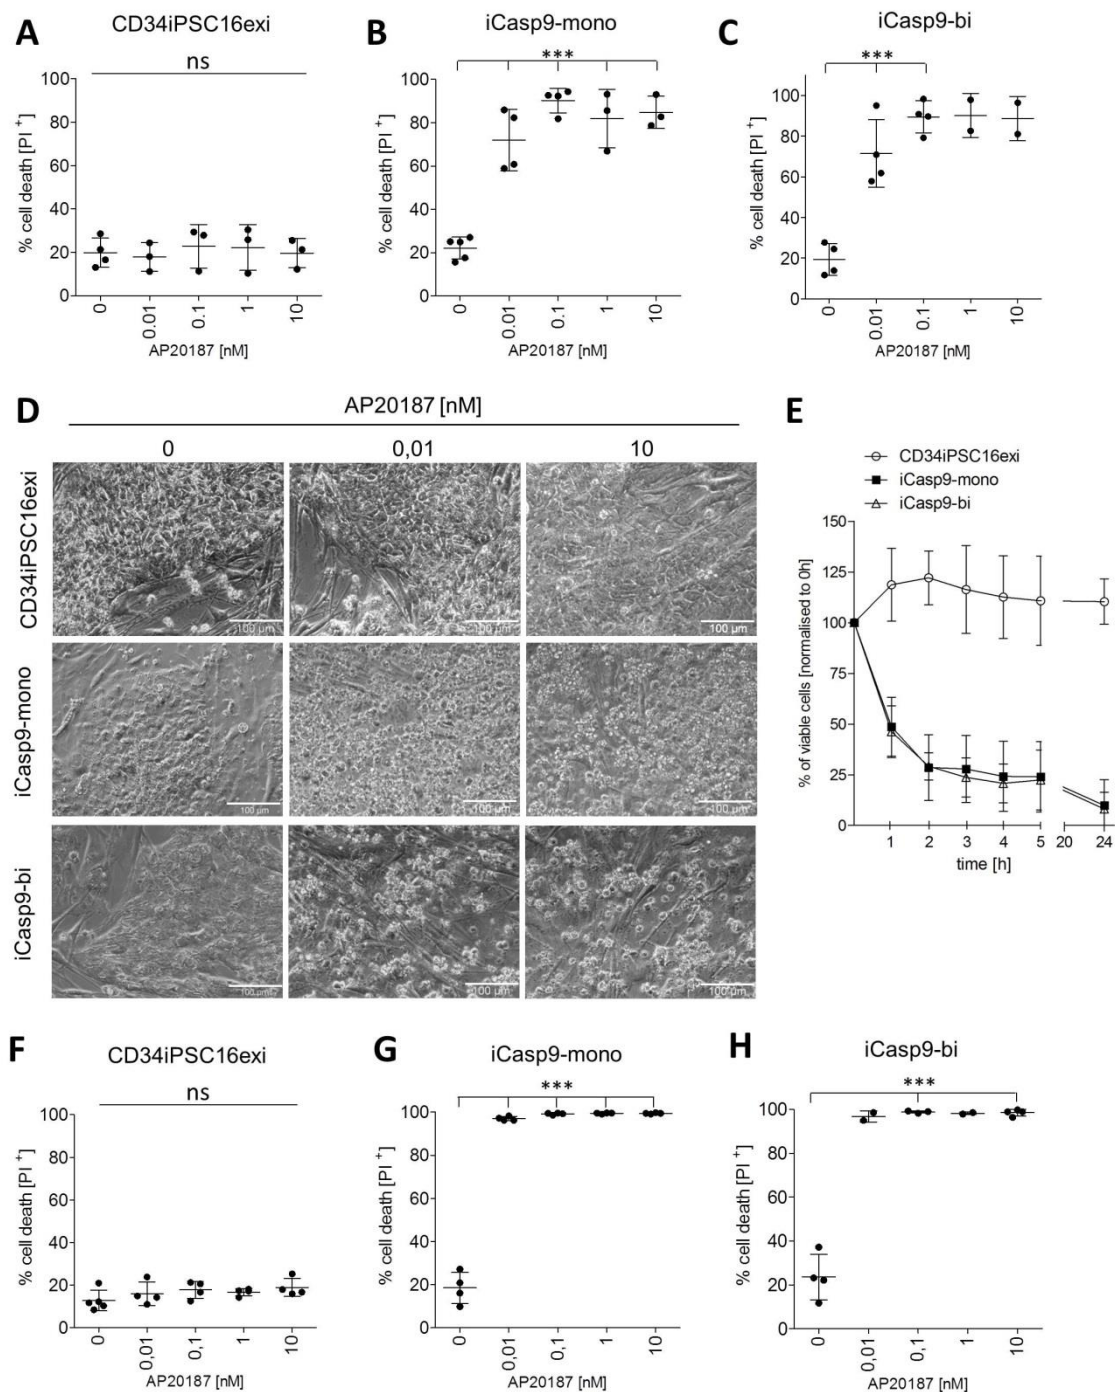 A
CD34iPSC16exi
ns
% cell death [PI +]
100
80
60
40
20
0
0
0.01
0.1
1
10
AP20187 [nM]
B
iCasp9-mono
***
% cell death [PI +]
100
80
60
40
20
0
0
0.01
0.1
1
10
AP20187 [nM]
C
iCasp9-bi
***
% cell death [PI +]
100
80
60
40
20
0
0
0.01
0.1
1
10
AP20187 [nM]
D
AP20187 [nM]
0
0,01
10
CD34iPSC16exi
100 µm
100 µm
100 µm
iCasp9-mono
100 µm
100 µm
100 µm
iCasp9-bi
100 µm
100 µm
100 µm
E
CD34iPSC16exi
iCasp9-mono
iCasp9-bi
% of viable cells [normalised to 0h]
150
125
100
75
50
25
0
1
2
3
4
5
20
24
time [h]
F
CD34iPSC16exi
ns
% cell death [PI +]
100
80
60
40
20
0
0
0,01
0,1
1
10
AP20187 [nM]
G
iCasp9-mono
***
% cell death [PI +]
100
80
60
40
20
0
0
0,01
0,1
1
10
AP20187 [nM]
H
iCasp9-bi
***
% cell death [PI +]
100
80
60
40
20
0
0
0,01
0,1
1
10
AP20187 [nM]